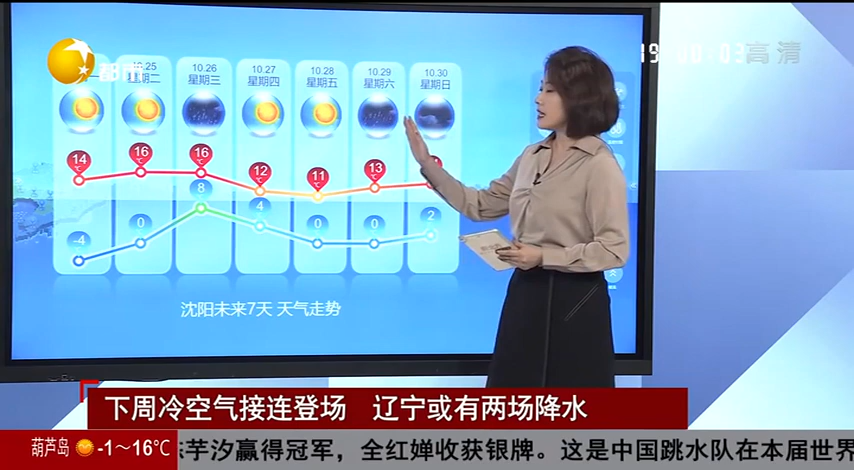 都市
19:00:03 高清
一 10.25 10.26 10.27 10.28 10.29 10.30
星期二 星期三 星期四 星期五 星期六 星期日
14℃ 16℃ 16℃ 12℃ 11℃ 13℃
-4 0 8 4 0 0 2
沈阳未来7天 天气走势
下周冷空气接连登场 辽宁或有两场降水
葫芦岛 -1～16℃ 芋汐赢得冠军，全红婵收获银牌。这是中国跳水队在本届世界